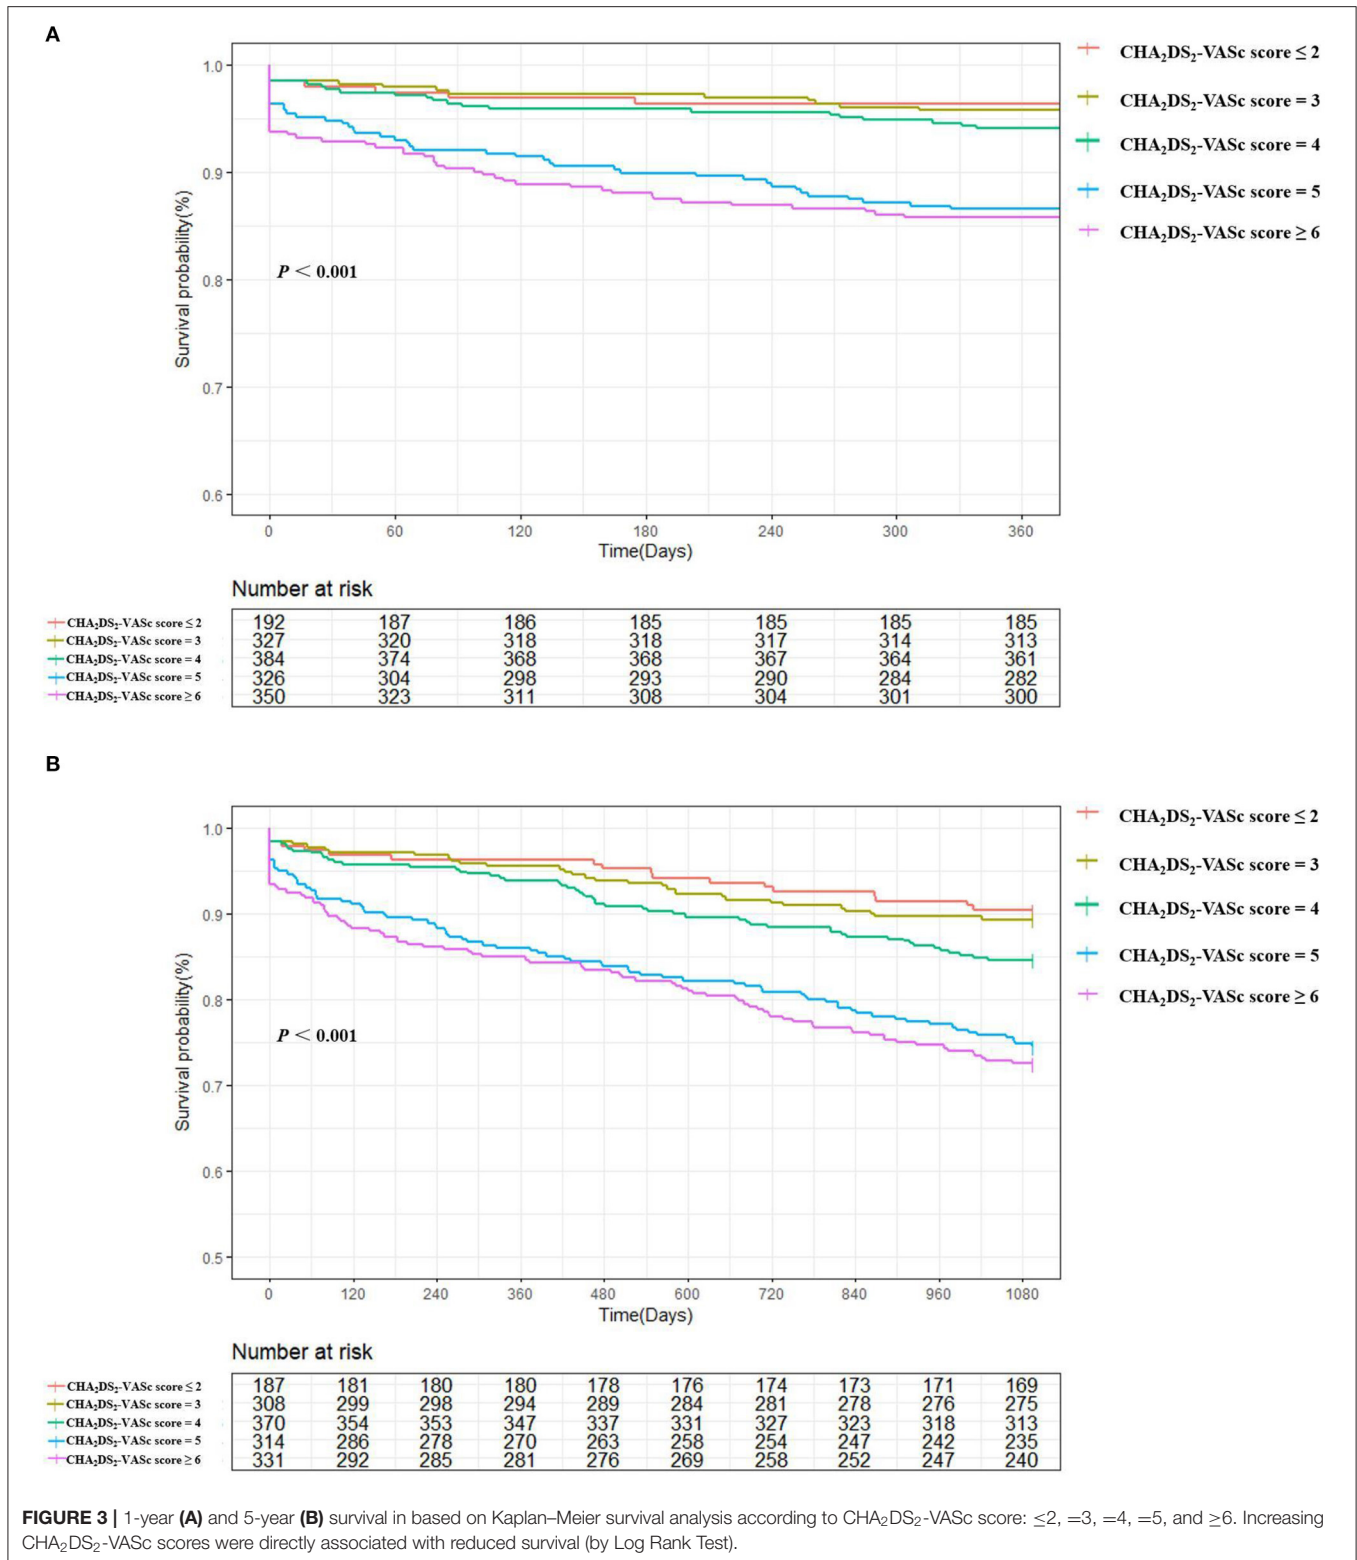 A
1.0
0.9
0.8
0.7
0.6
Survival probability(%)
P < 0.001
0 60 120 180 240 300 360
Time(Days)
CHA₂DS₂-VASc score ≤ 2
CHA₂DS₂-VASc score = 3
CHA₂DS₂-VASc score = 4
CHA₂DS₂-VASc score = 5
CHA₂DS₂-VASc score ≥ 6
Number at risk
CHA₂DS₂-VASc score ≤ 2 192 187 186 185 185 185 185
CHA₂DS₂-VASc score = 3 327 320 318 318 317 314 313
CHA₂DS₂-VASc score = 4 384 374 368 368 367 364 361
CHA₂DS₂-VASc score = 5 326 304 298 293 290 284 282
CHA₂DS₂-VASc score ≥ 6 350 323 311 308 304 301 300
B
1.0
0.9
0.8
0.7
0.6
0.5
Survival probability(%)
P < 0.001
0 120 240 360 480 600 720 840 960 1080
Time(Days)
CHA₂DS₂-VASc score ≤ 2
CHA₂DS₂-VASc score = 3
CHA₂DS₂-VASc score = 4
CHA₂DS₂-VASc score = 5
CHA₂DS₂-VASc score ≥ 6
Number at risk
CHA₂DS₂-VASc score ≤ 2 187 181 180 180 178 176 174 173 171 169
CHA₂DS₂-VASc score = 3 308 299 298 294 289 284 281 278 276 275
CHA₂DS₂-VASc score = 4 370 354 353 347 337 331 327 323 318 313
CHA₂DS₂-VASc score = 5 314 286 278 270 263 258 254 247 242 235
CHA₂DS₂-VASc score ≥ 6 331 292 285 281 276 269 258 252 247 240
FIGURE 3 | 1-year (A) and 5-year (B) survival in based on Kaplan–Meier survival analysis according to CHA₂DS₂-VASc score: ≤2, =3, =4, =5, and ≥6. Increasing
CHA₂DS₂-VASc scores were directly associated with reduced survival (by Log Rank Test).